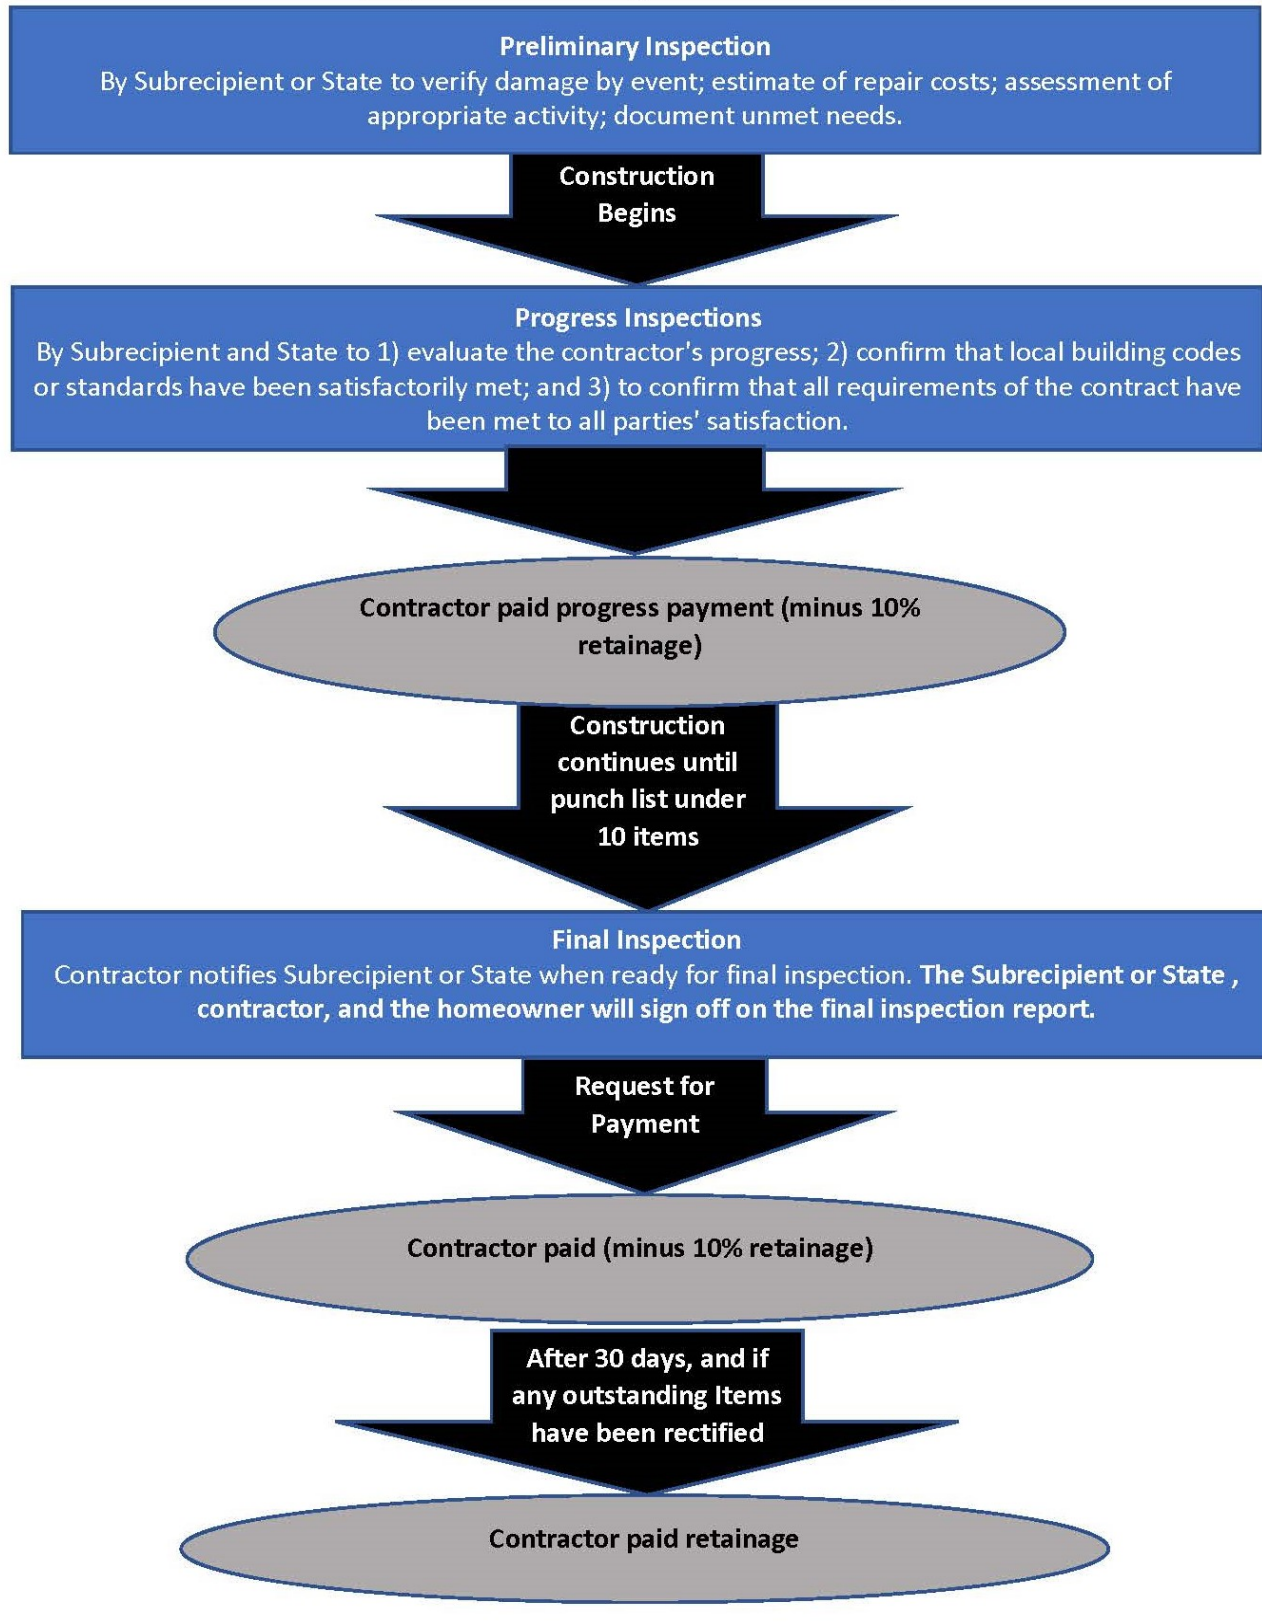 Preliminary Inspection
By Subrecipient or State to verify damage by event; estimate of repair costs; assessment of
appropriate activity; document unmet needs.
Construction
Begins
Progress Inspections
By Subrecipient and State to 1) evaluate the contractor's progress; 2) confirm that local building codes
or standards have been satisfactorily met; and 3) to confirm that all requirements of the contract have
been met to all parties' satisfaction.
Contractor paid progress payment (minus 10%
retainage)
Construction
continues until
punch list under
10 items
Final Inspection
Contractor notifies Subrecipient or State when ready for final inspection. The Subrecipient or State ,
contractor, and the homeowner will sign off on the final inspection report.
Request for
Payment
Contractor paid (minus 10% retainage)
After 30 days, and if
any outstanding Items
have been rectified
Contractor paid retainage